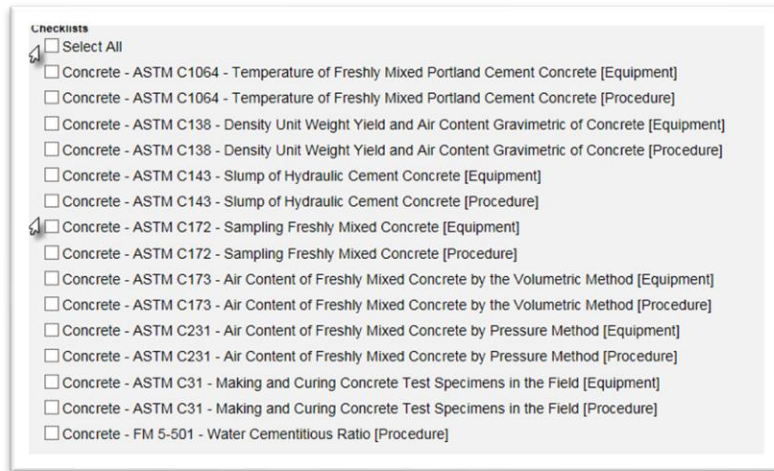 Checklists
Select All
Concrete - ASTM C1064 - Temperature of Freshly Mixed Portland Cement Concrete [Equipment]
Concrete - ASTM C1064 - Temperature of Freshly Mixed Portland Cement Concrete [Procedure]
Concrete - ASTM C138 - Density Unit Weight Yield and Air Content Gravimetric of Concrete [Equipment]
Concrete - ASTM C138 - Density Unit Weight Yield and Air Content Gravimetric of Concrete [Procedure]
Concrete - ASTM C143 - Slump of Hydraulic Cement Concrete [Equipment]
Concrete - ASTM C143 - Slump of Hydraulic Cement Concrete [Procedure]
Concrete - ASTM C172 - Sampling Freshly Mixed Concrete [Equipment]
Concrete - ASTM C172 - Sampling Freshly Mixed Concrete [Procedure]
Concrete - ASTM C173 - Air Content of Freshly Mixed Concrete by the Volumetric Method [Equipment]
Concrete - ASTM C173 - Air Content of Freshly Mixed Concrete by the Volumetric Method [Procedure]
Concrete - ASTM C231 - Air Content of Freshly Mixed Concrete by Pressure Method [Equipment]
Concrete - ASTM C231 - Air Content of Freshly Mixed Concrete by Pressure Method [Procedure]
Concrete - ASTM C31 - Making and Curing Concrete Test Specimens in the Field [Equipment]
Concrete - ASTM C31 - Making and Curing Concrete Test Specimens in the Field [Procedure]
Concrete - FM 5-501 - Water Cementitious Ratio [Procedure]